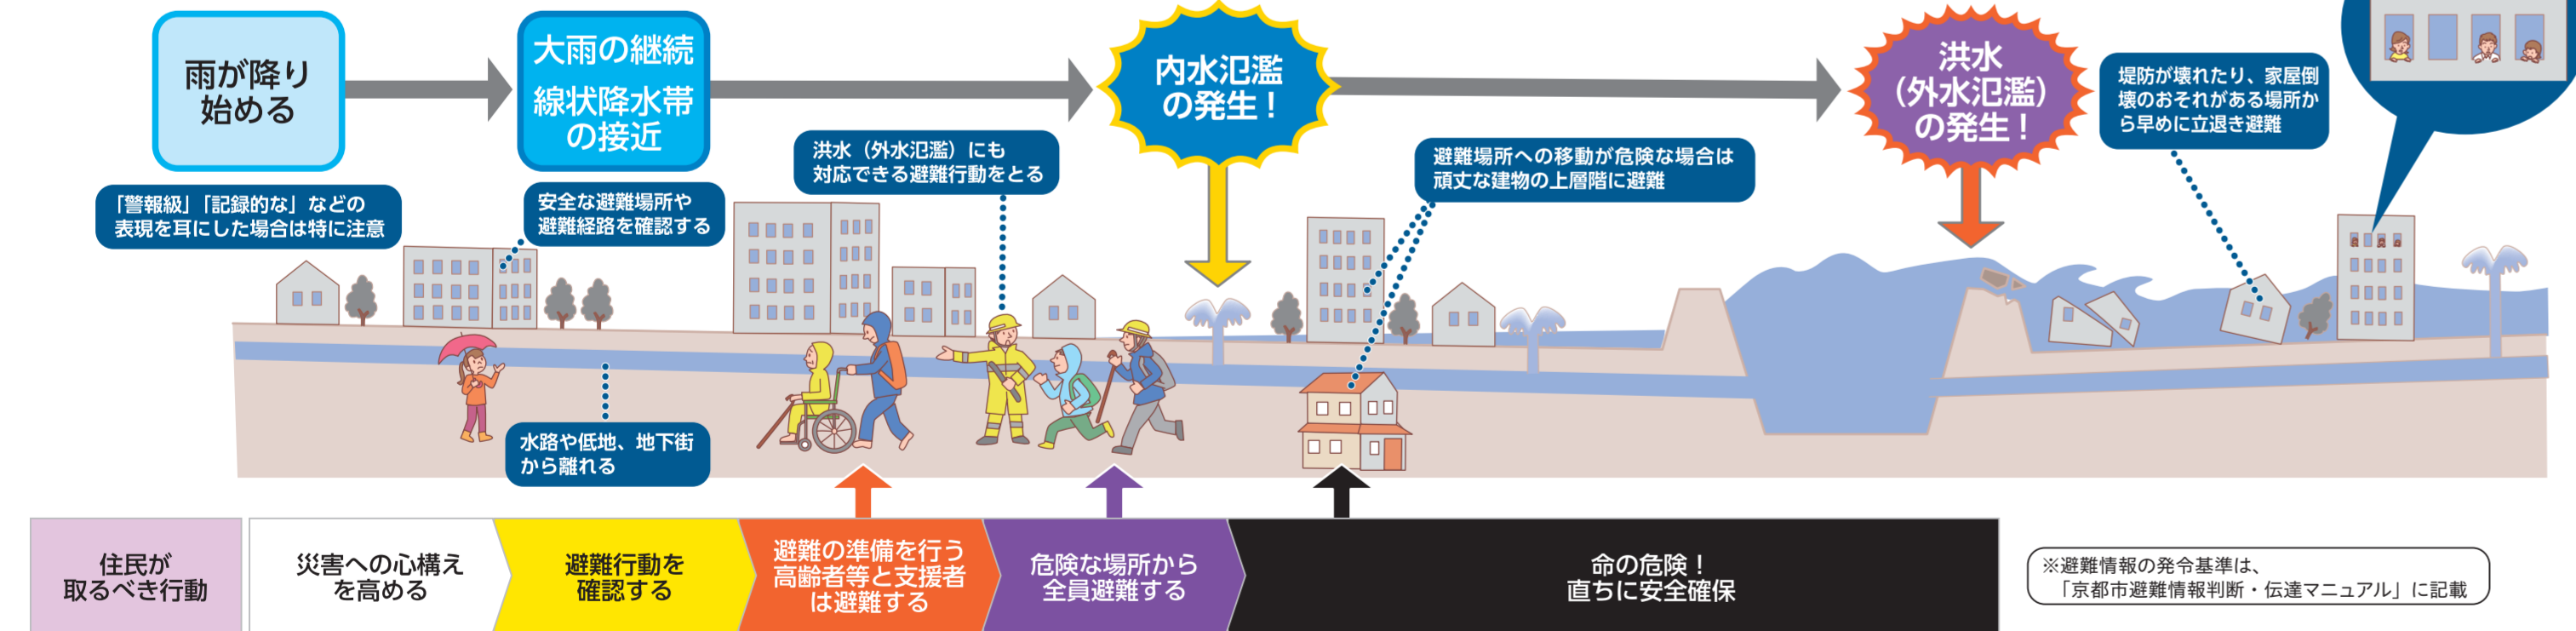 雨が降り
始める
大雨の継続
線状降水帯
の接近
内水氾濫
の発生！
洪水
（外水氾濫）
の発生！
堤防が壊れたり、家屋倒
壊のおそれがある場所か
ら早めに立退き避難
「警報級」「記録的な」などの
表現を耳にした場合は特に注意
安全な避難場所や
避難経路を確認する
洪水（外水氾濫）にも
対応できる避難行動をとる
避難場所への移動が危険な場合は
頑丈な建物の上層階に避難
水路や低地、地下街
から離れる
住民が
取るべき行動
災害への心構え
を高める
避難行動を
確認する
避難の準備を行う
高齢者等と支援者
は避難する
危険な場所から
全員避難する
命の危険！
直ちに安全確保
※避難情報の発令基準は、
「京都市避難情報判断・伝達マニュアル」に記載